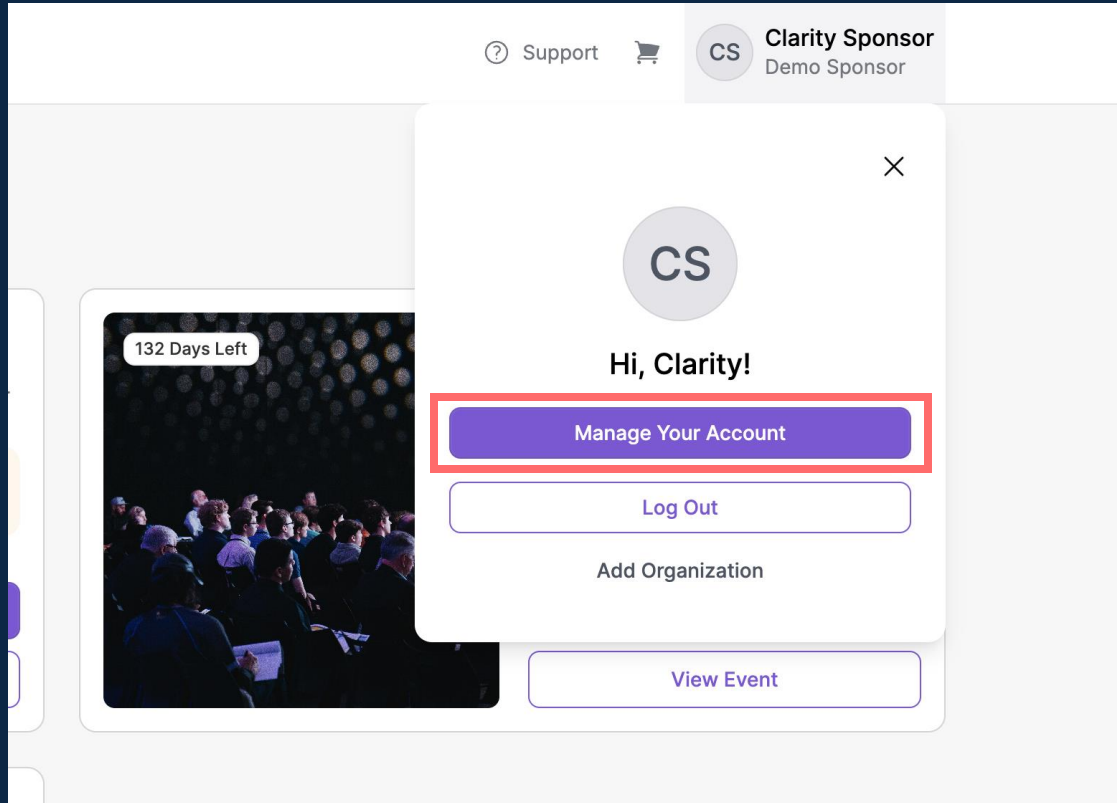 Support
CS
Clarity Sponsor
Demo Sponsor
CS
Hi, Clarity!
132 Days Left
Manage Your Account
Log Out
Add Organization
View Event